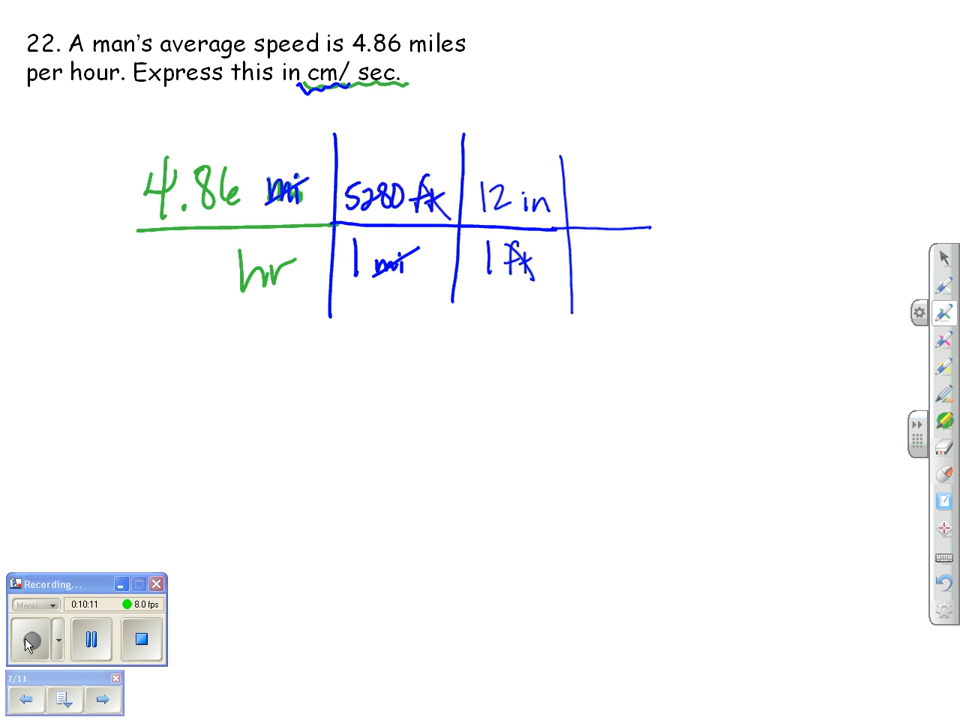 22. A man's average speed is 4.86 miles
per hour. Express this in cm/ sec.
4.86 mi 5280 ft 12 in
hr 1 mi 1 ft
Recording...
Menu 0:10:11 8.0 fps
7/11